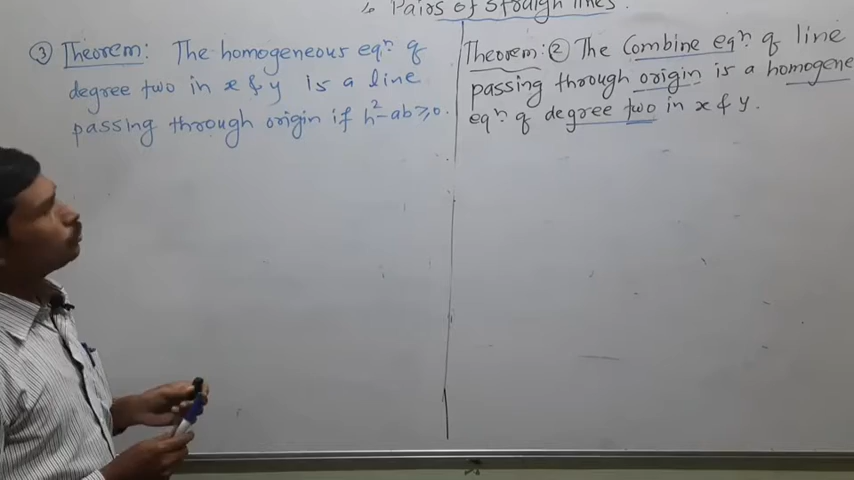 Pairs of Straigh lines.
③ Theorem: The homogeneous eqⁿ of
degree two in x & y is a line
passing through origin if h²-ab≥0.
Theorem: ② The Combine eqⁿ of line
passing through origin is a homogene
eqⁿ of degree two in x & y.